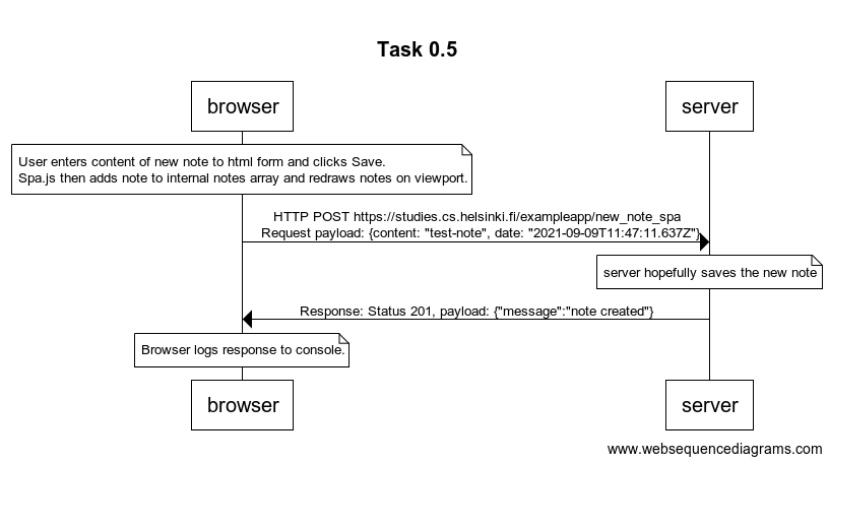 Task 0.5
browser
server
User enters content of new note to html form and clicks Save.
Spa.js then adds note to internal notes array and redraws notes on viewport.
HTTP POST https://studies.cs.helsinki.fi/exampleapp/new_note_spa
Request payload: {content: "test-note", date: "2021-09-09T11:47:11.637Z"}
server hopefully saves the new note
Response: Status 201, payload: {"message":"note created"}
Browser logs response to console.
browser
server
www.websequencediagrams.com